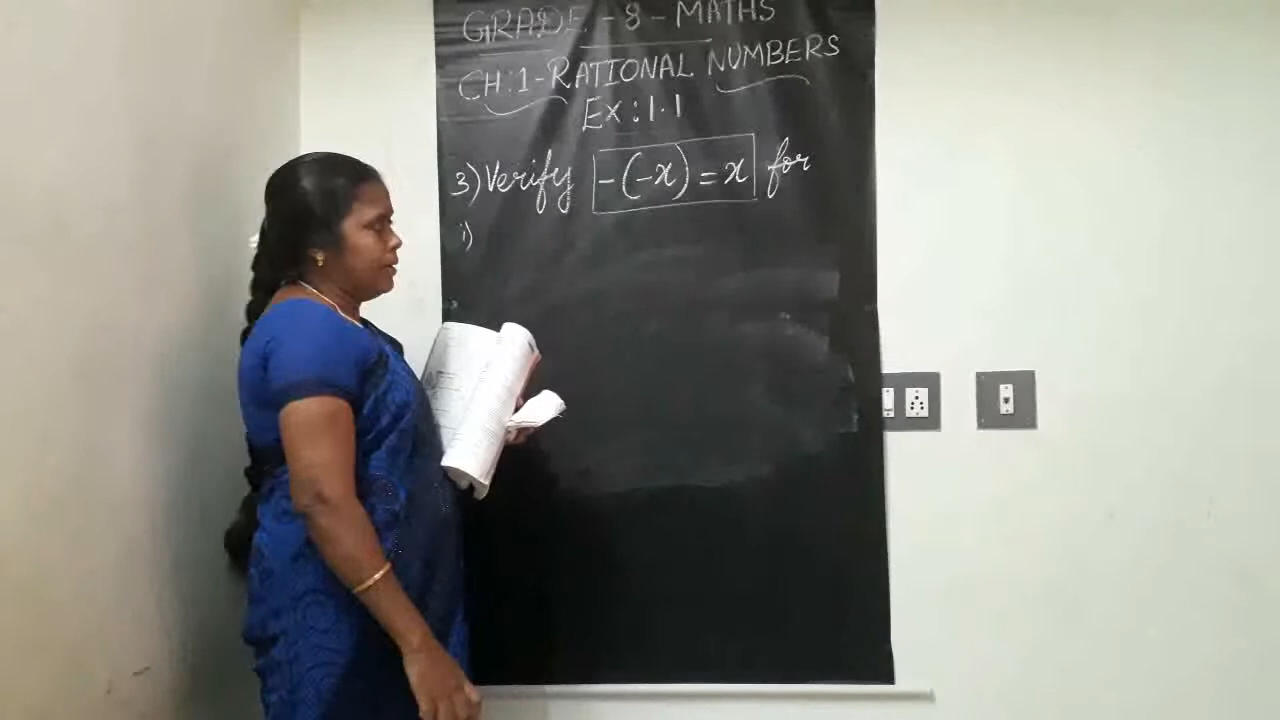 GRADE - 8 - MATHS
CH:1 - RATIONAL NUMBERS
Ex : 1.1
3) Verify -(-x) = x for
i)